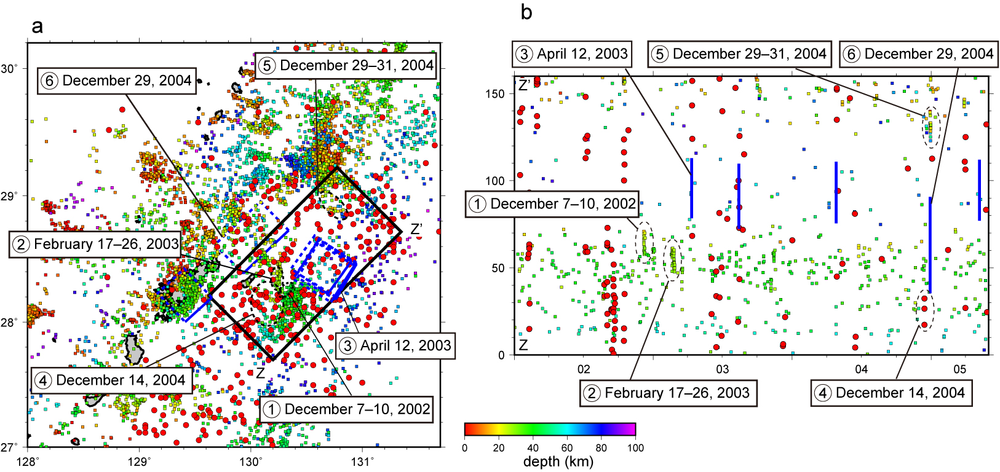 a
b
③ April 12, 2003
⑤ December 29–31, 2004
⑥ December 29, 2004
⑤ December 29–31, 2004
⑥ December 29, 2004
30°
Z'
150
29°
100
① December 7–10, 2002
Z'
② February 17–26, 2003
50
28°
③ April 12, 2003
Z
0
Z
02
03
04
05
④ December 14, 2004
② February 17–26, 2003
④ December 14, 2004
① December 7–10, 2002
27°
128°
129°
130°
131°
0
20
40
60
80
100
depth (km)